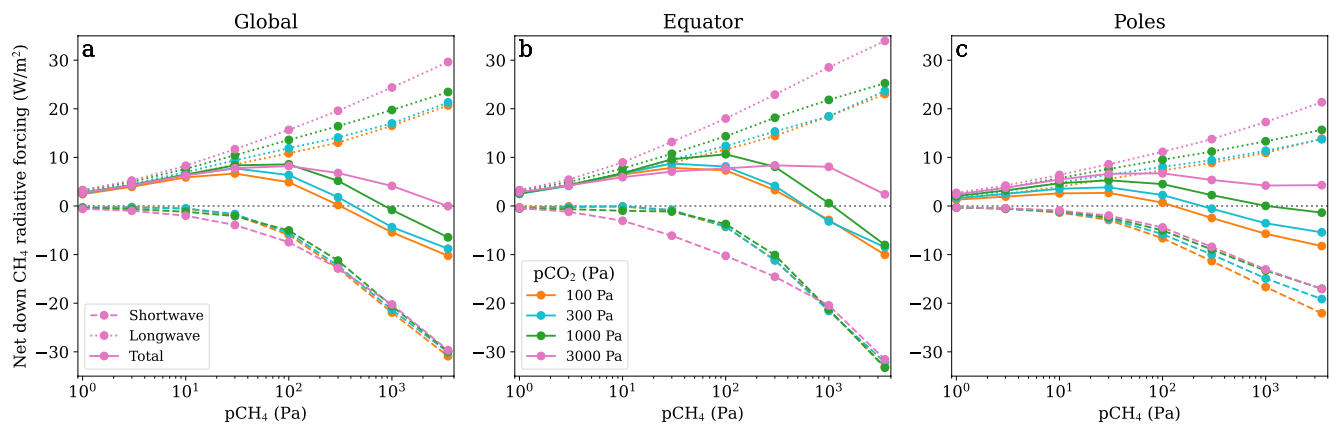 Global
Equator
Poles
a
b
c
Net down CH₄ radiative forcing (W/m²)
30
20
10
0
−10
−20
−30
Shortwave
Longwave
Total
10⁰
10¹
10²
10³
pCH₄ (Pa)
30
20
10
0
−10
−20
−30
pCO₂ (Pa)
100 Pa
300 Pa
1000 Pa
3000 Pa
10⁰
10¹
10²
10³
pCH₄ (Pa)
30
20
10
0
−10
−20
−30
10⁰
10¹
10²
10³
pCH₄ (Pa)